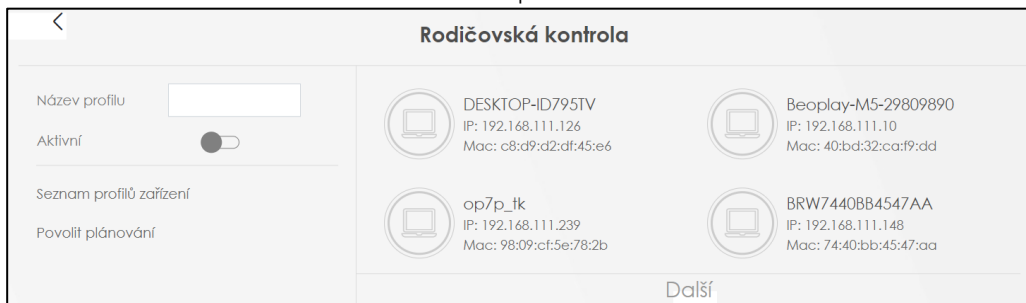 Rodičovská kontrola
Název profilu
Aktivní
Seznam profilů zařízení
Povolit plánování
DESKTOP-ID795TV
IP: 192.168.111.126
Mac: c8:d9:d2:df:45:e6
Beoplay-M5-29809890
IP: 192.168.111.10
Mac: 40:bd:32:ca:f9:dd
op7p_tk
IP: 192.168.111.239
Mac: 98:09:cf:5e:78:2b
BRW7440BB4547AA
IP: 192.168.111.148
Mac: 74:40:bb:45:47:aa
Další